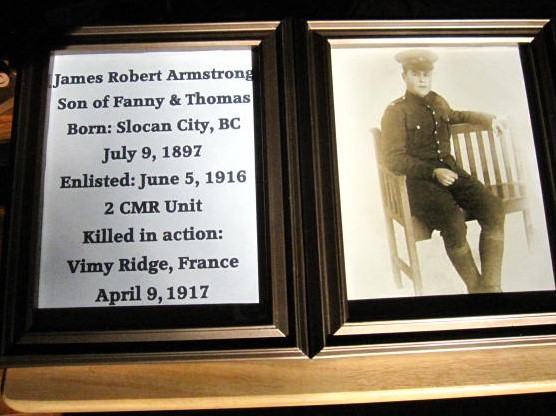 James Robert Armstrong
Son of Fanny & Thomas
Born: Slocan City, BC
July 9, 1897
Enlisted: June 5, 1916
2 CMR Unit
Killed in action:
Vimy Ridge, France
April 9, 1917